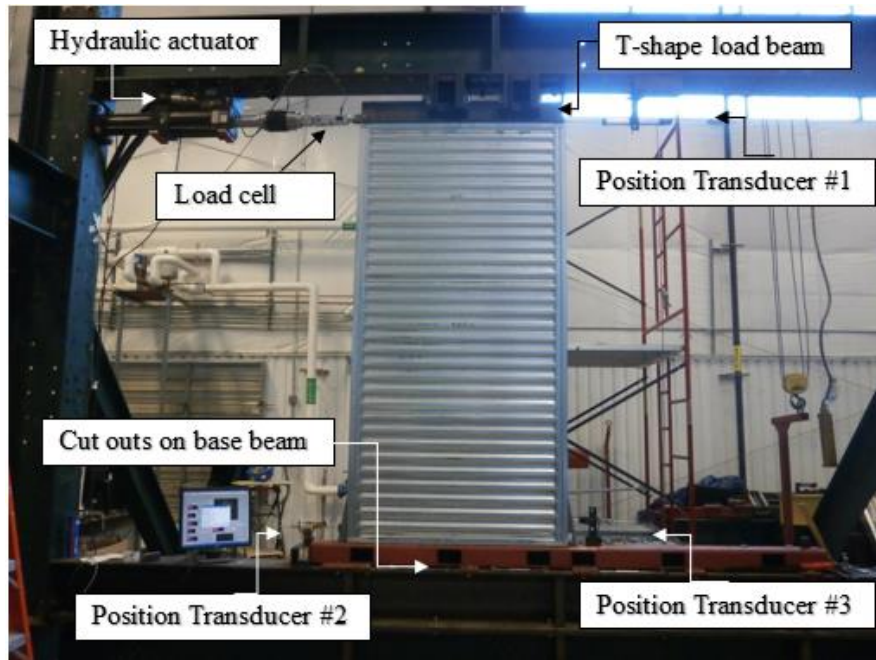 Hydraulic actuator
T-shape load beam
Load cell
Position Transducer #1
Cut outs on base beam
Position Transducer #2
Position Transducer #3